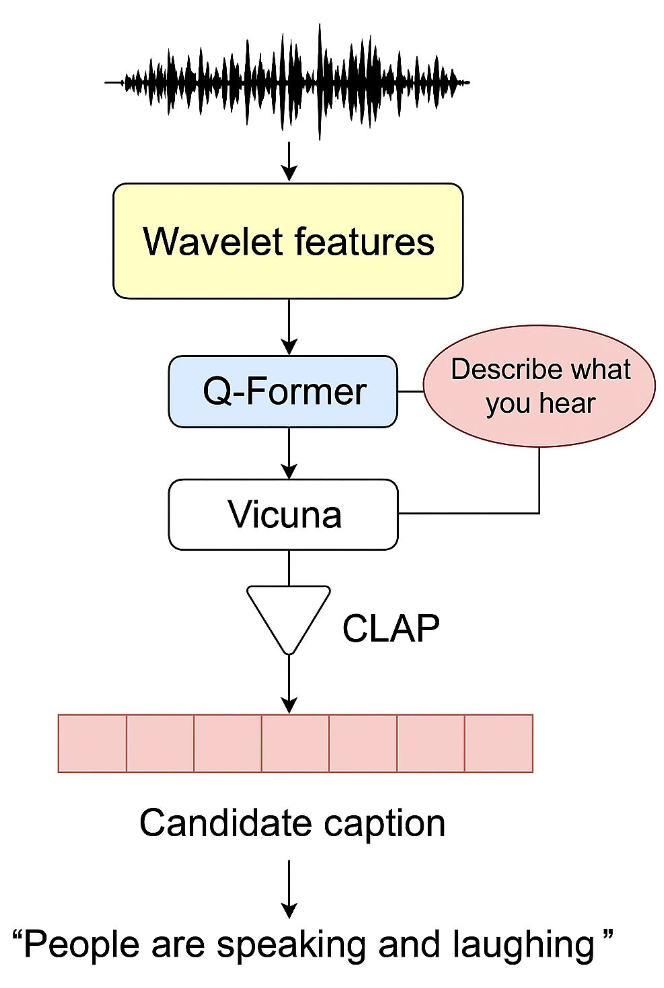 Wavelet features
Q-Former
Describe what
you hear
Vicuna
CLAP
Candidate caption
“People are speaking and laughing”